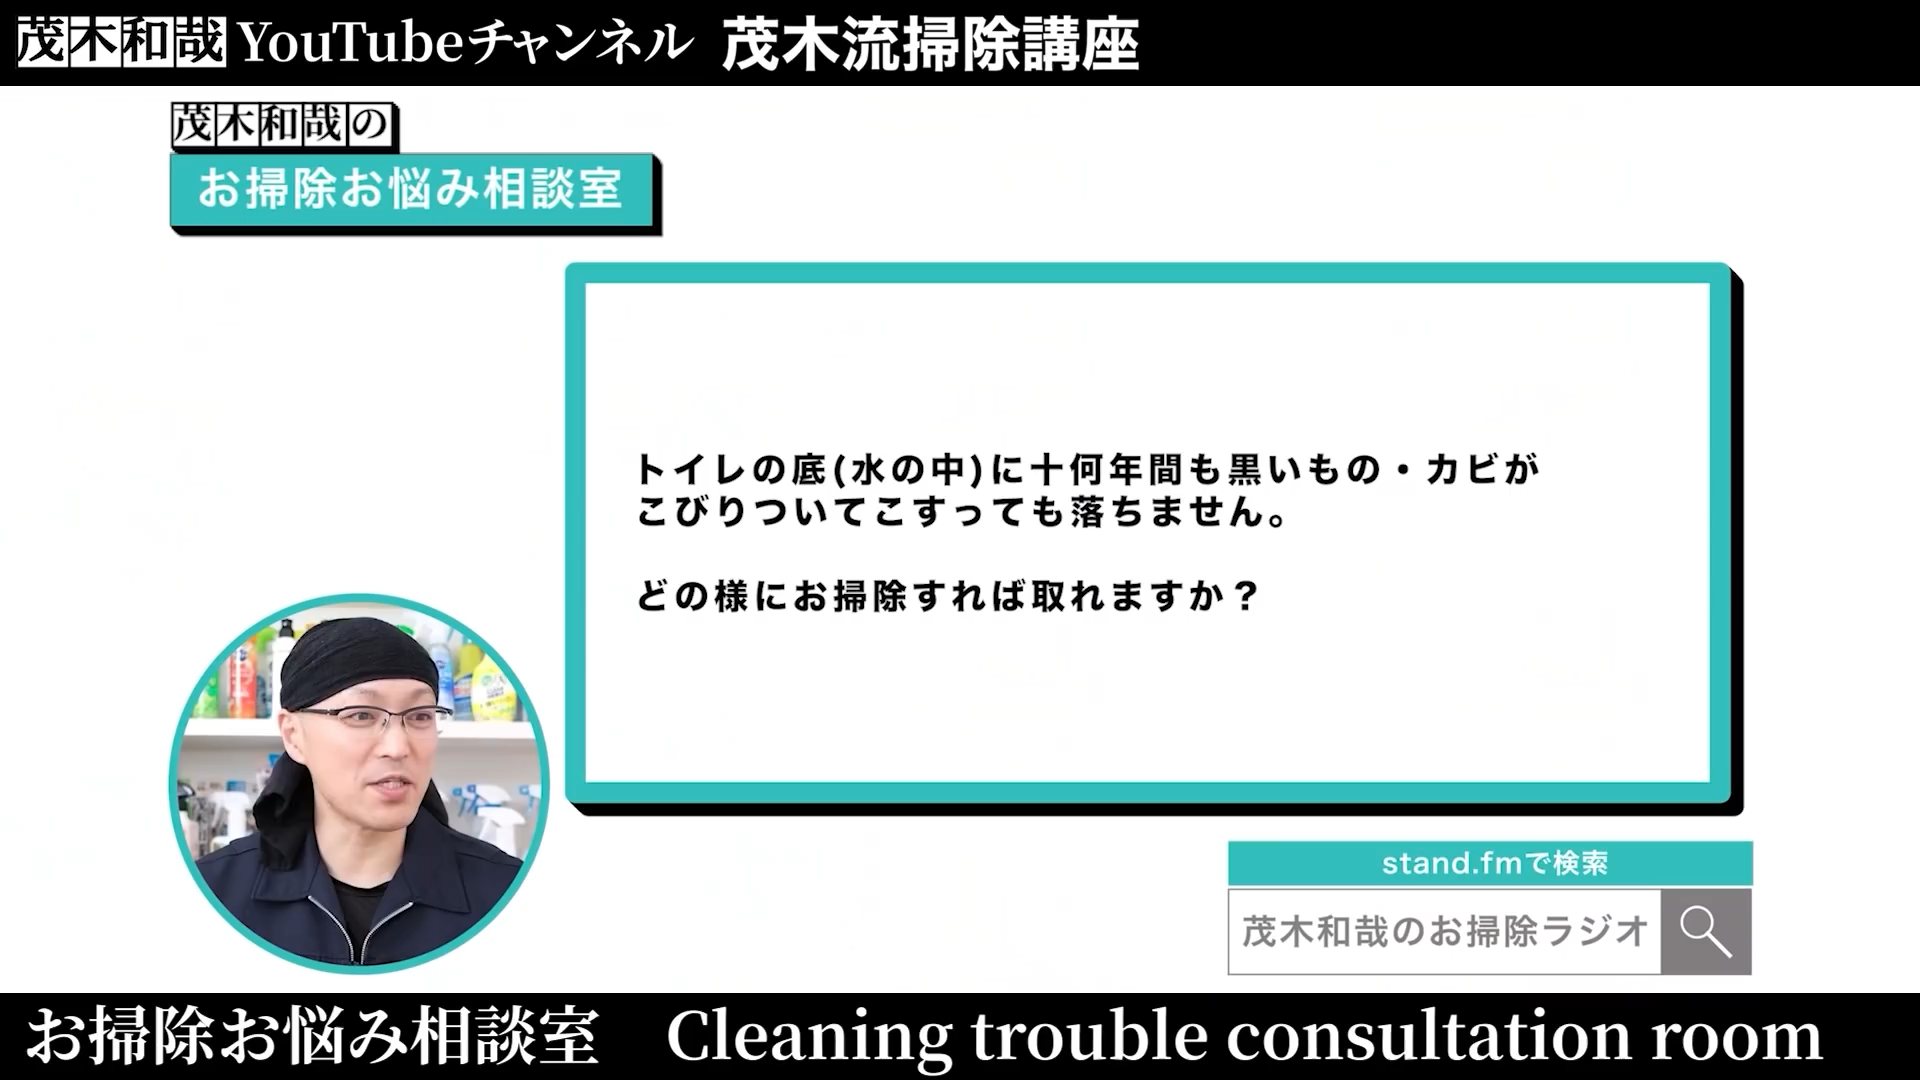 茂木和哉YouTubeチャンネル 茂木流掃除講座
茂木和哉の
お掃除お悩み相談室
トイレの底(水の中)に十何年間も黒いもの・カビが
こびりついてこすっても落ちません。
どの様にお掃除すれば取れますか？
stand.fmで検索
茂木和哉のお掃除ラジオ
お掃除お悩み相談室 Cleaning trouble consultation room